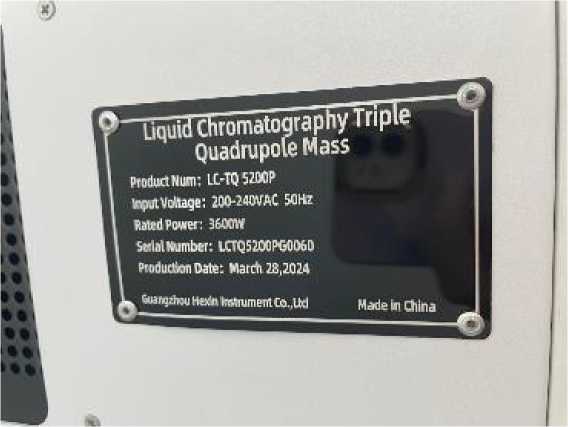 Liquid Chromatography Triple
Quadrupole Mass
Product Num: LC-TQ 5200P
Input Voltage: 200-240VAC 50Hz
Rated Power: 3600W
Serial Number: LCTQ5200PG0060
Production Date: March 28,2024
Guangzhou Hexin Instrument Co.,Ltd Made in China